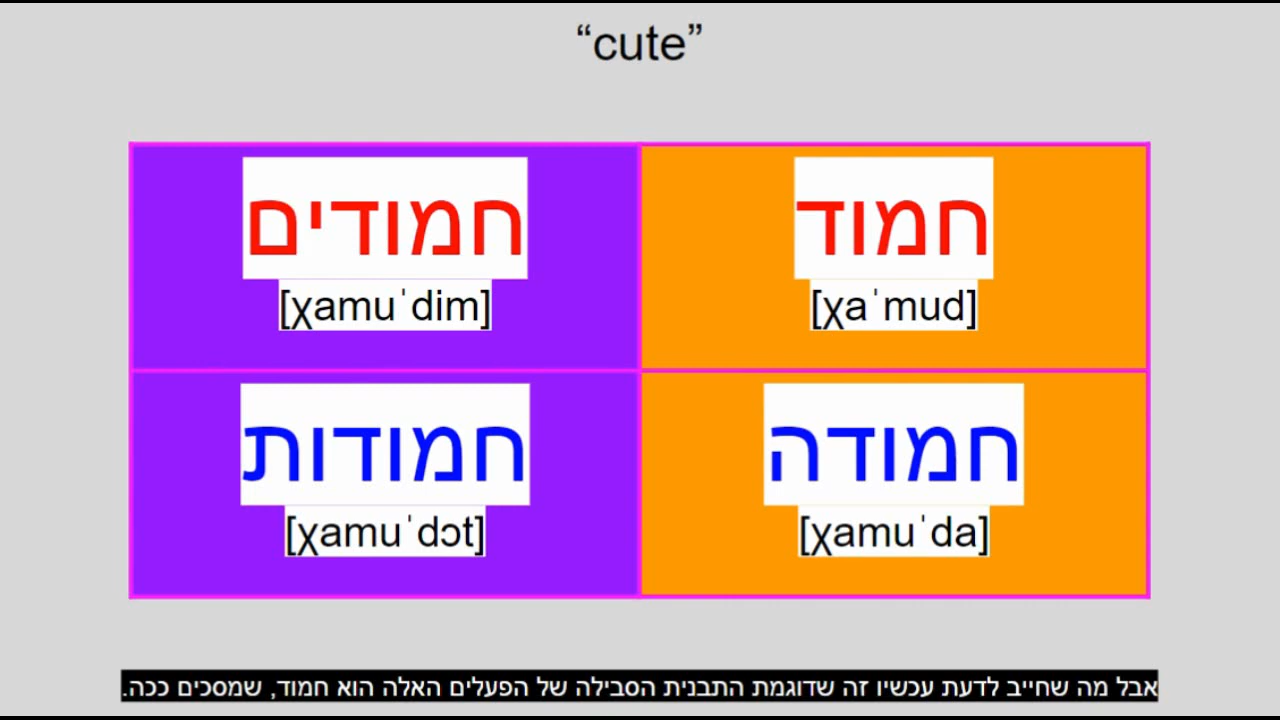 “cute”
חמוד
[χaˈmud]
חמודים
[χamuˈdim]
חמודה
[χamuˈda]
חמודות
[χamuˈdɔt]
אבל מה שחייב לדעת עכשיו זה שדוגמת התבנית הסבילה של הפעלים האלה הוא חמוד, שמסכים ככה.